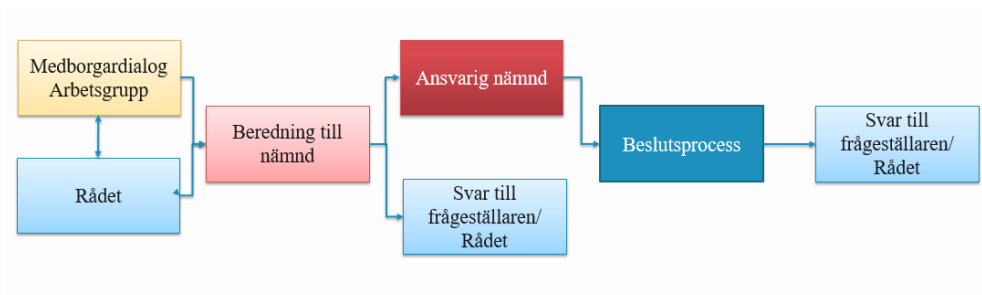 Medborgardialog
Arbetsgrupp
Rådet
Beredning till
nämnd
Ansvarig nämnd
Svar till
frågeställaren/
Rådet
Beslutsprocess
Svar till
frågeställaren/
Rådet